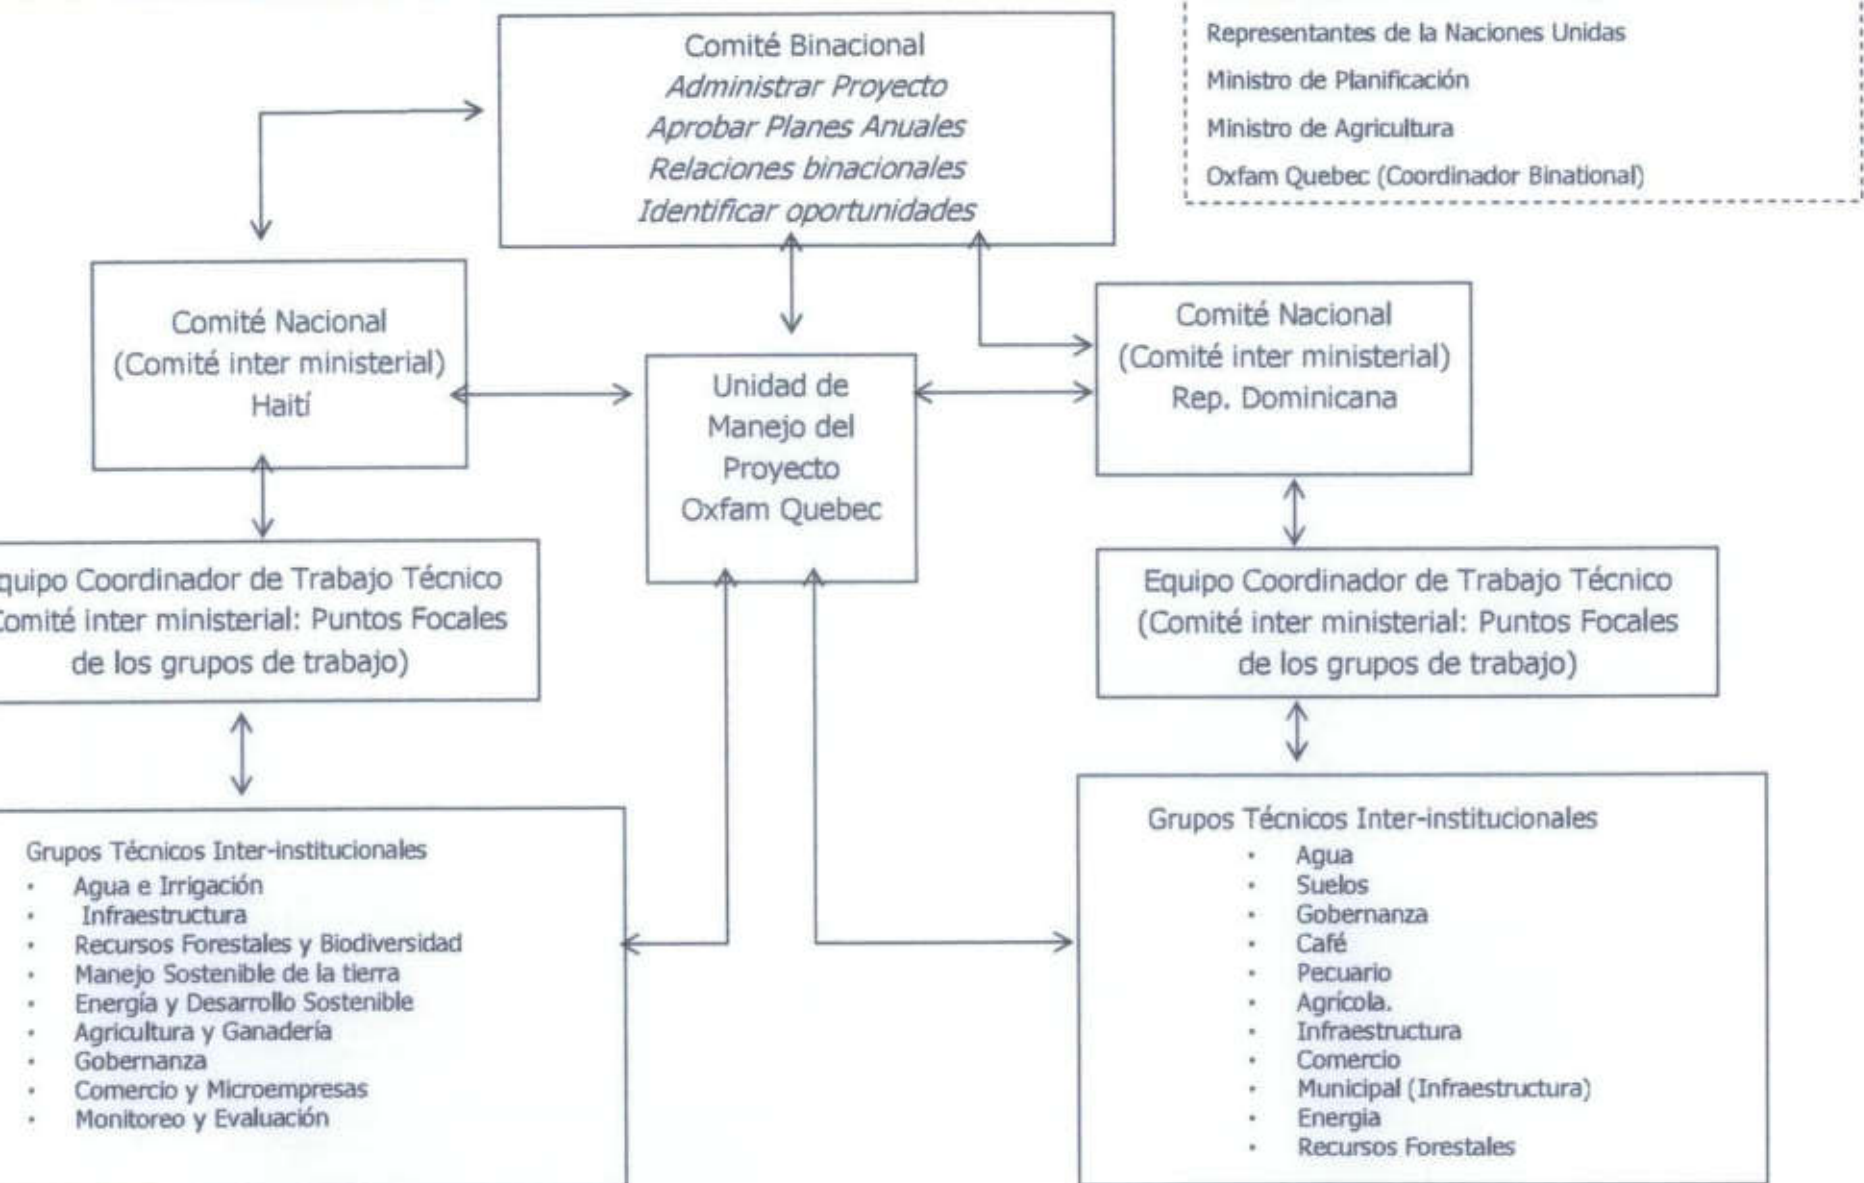 Comité Binacional
Administrar Proyecto
Aprobar Planes Anuales
Relaciones binacionales
Identificar oportunidades
Representantes de la Naciones Unidas
Ministro de Planificación
Ministro de Agricultura
Oxfam Quebec (Coordinador Binational)
Comité Nacional
(Comité inter ministerial)
Haití
Unidad de
Manejo del
Proyecto
Oxfam Quebec
Comité Nacional
(Comité inter ministerial)
Rep. Dominicana
quipo Coordinador de Trabajo Técnico
Comité inter ministerial: Puntos Focales
de los grupos de trabajo)
Equipo Coordinador de Trabajo Técnico
(Comité inter ministerial: Puntos Focales
de los grupos de trabajo)
Grupos Técnicos Inter-institucionales
· Agua e Irrigación
· Infraestructura
· Recursos Forestales y Biodiversidad
· Manejo Sostenible de la tierra
· Energía y Desarrollo Sostenible
· Agricultura y Ganadería
· Gobernanza
· Comercio y Microempresas
· Monitoreo y Evaluación
Grupos Técnicos Inter-institucionales
· Agua
· Suelos
· Gobernanza
· Café
· Pecuario
· Agrícola.
· Infraestructura
· Comercio
· Municipal (Infraestructura)
· Energia
· Recursos Forestales